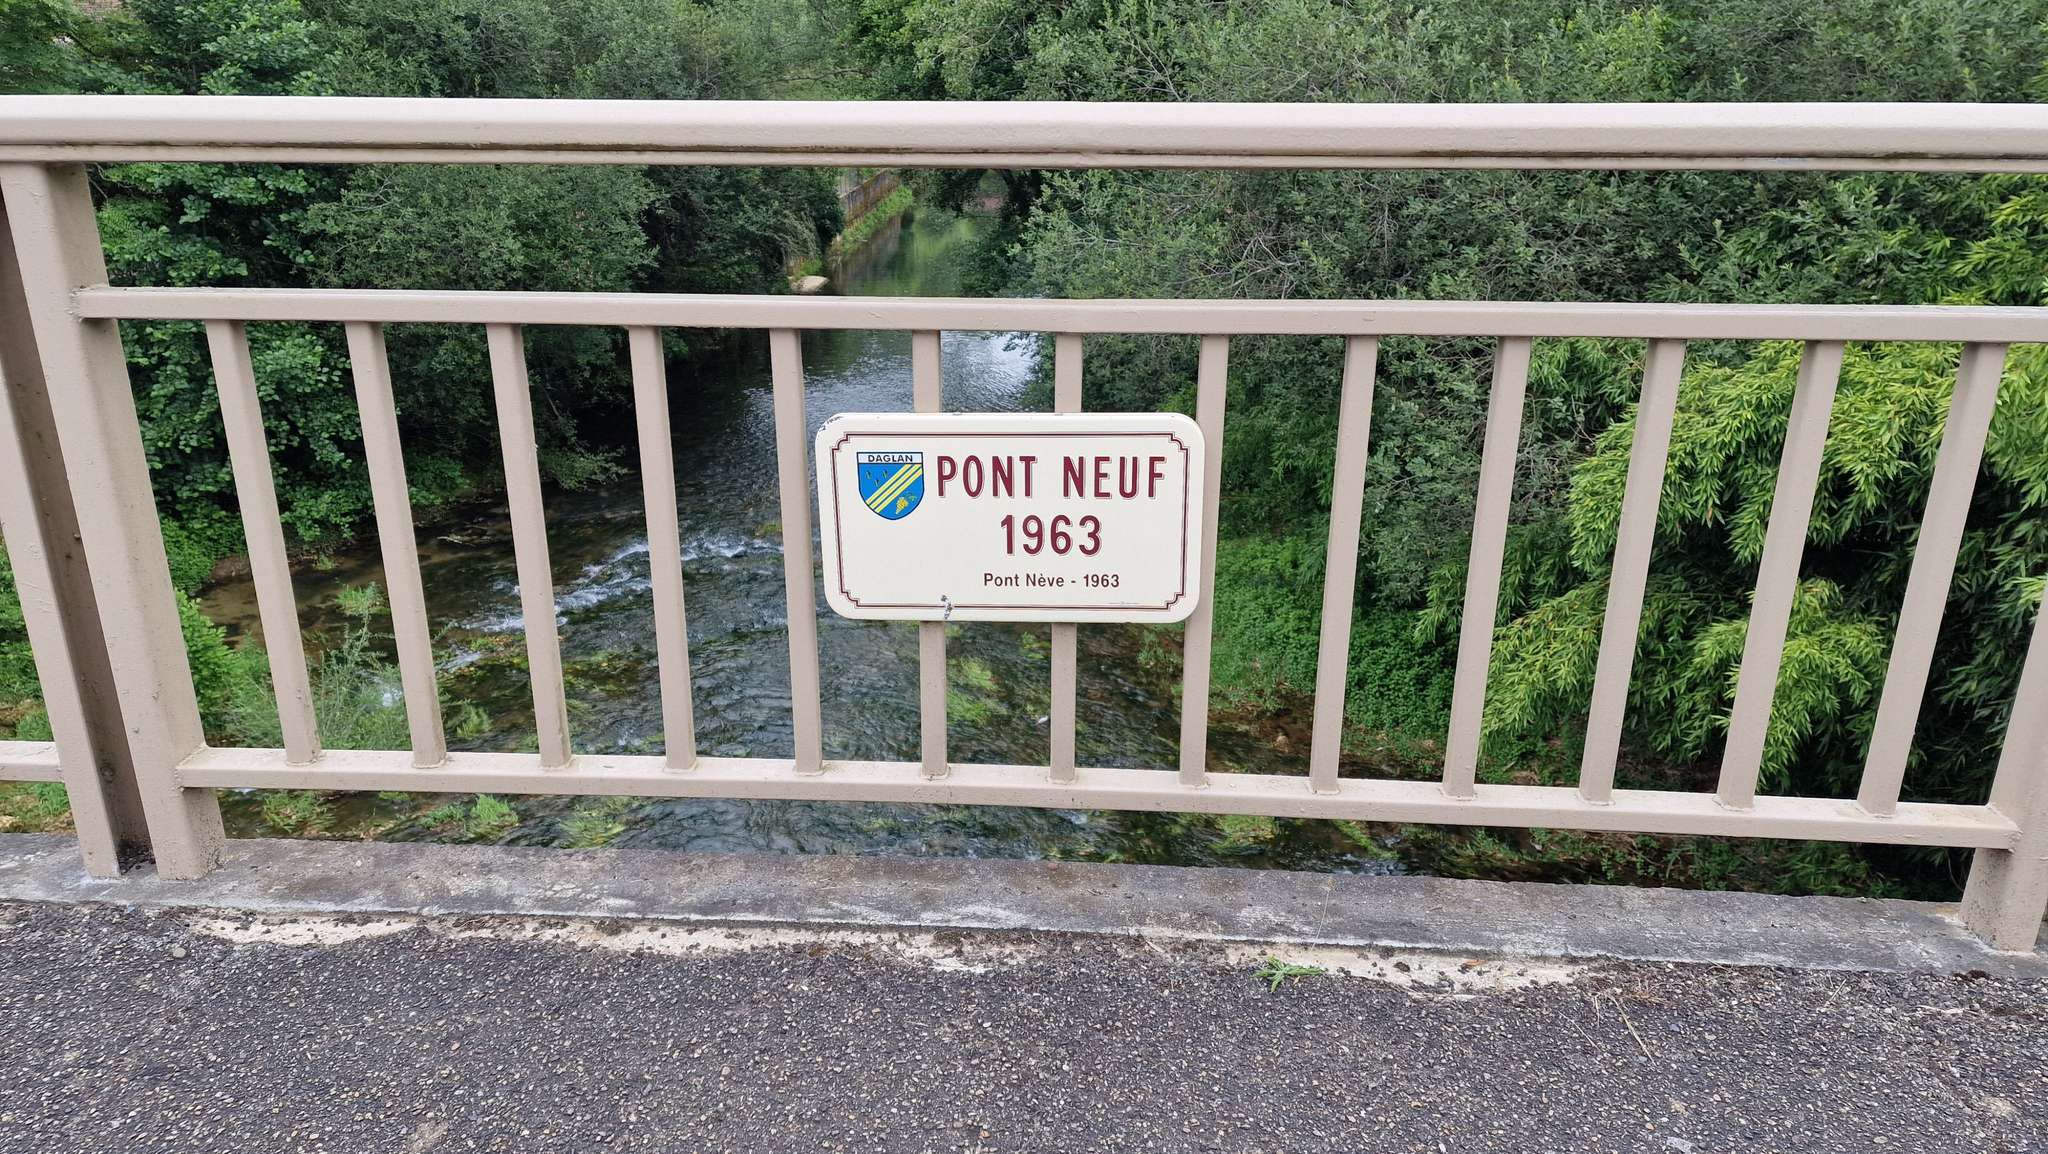 DAGLAN
PONT NEUF
1963
Pont Nève - 1963